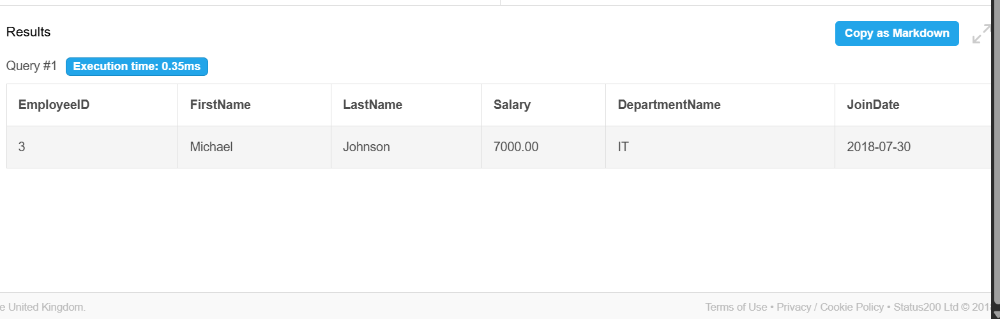 Results
Copy as Markdown
Query #1 Execution time: 0.35ms
EmployeeID FirstName LastName Salary DepartmentName JoinDate
3 Michael Johnson 7000.00 IT 2018-07-30
United Kingdom. Terms of Use • Privacy / Cookie Policy • Status200 Ltd ©